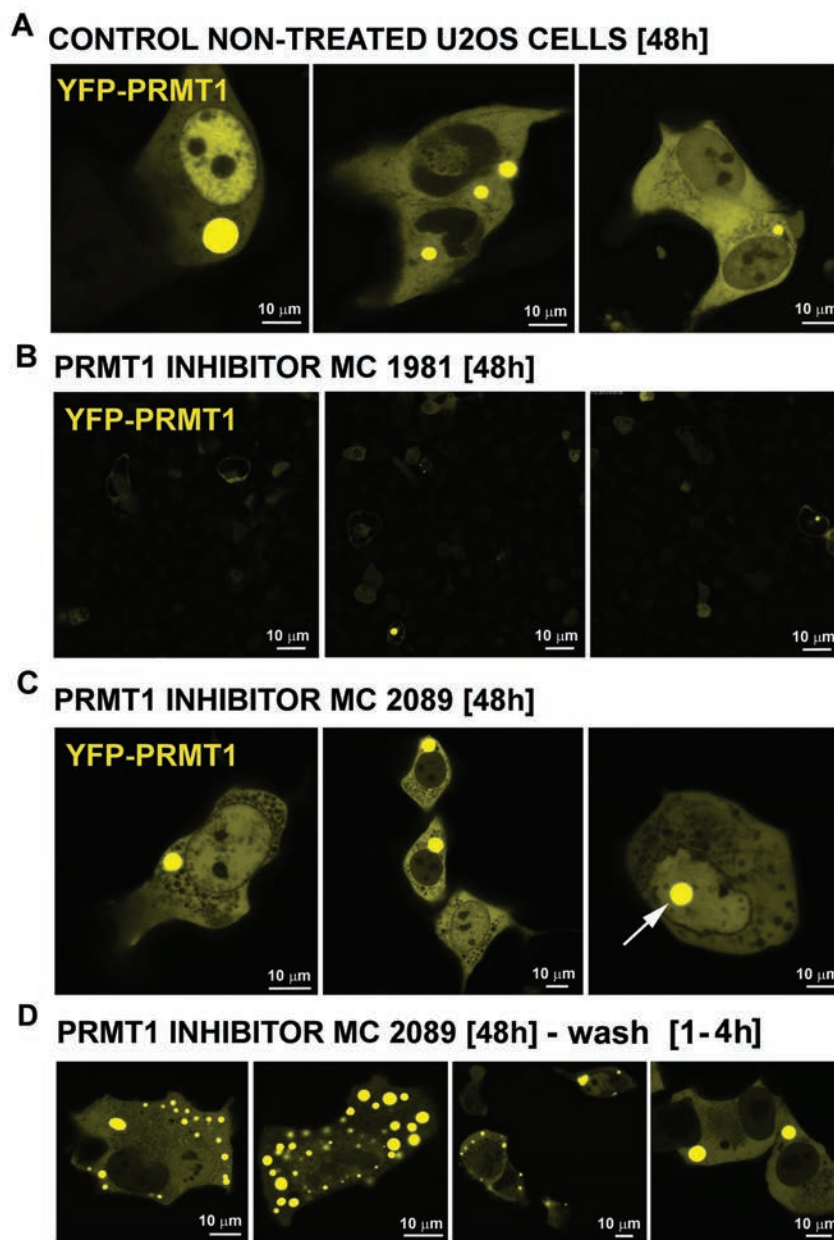 A CONTROL NON-TREATED U2OS CELLS [48h]
YFP-PRMT1
10 μm 10 μm 10 μm
B PRMT1 INHIBITOR MC 1981 [48h]
YFP-PRMT1
10 μm 10 μm 10 μm
C PRMT1 INHIBITOR MC 2089 [48h]
YFP-PRMT1
10 μm 10 μm 10 μm
D PRMT1 INHIBITOR MC 2089 [48h] - wash [1-4h]
10 μm 10 μm 10 μm 10 μm